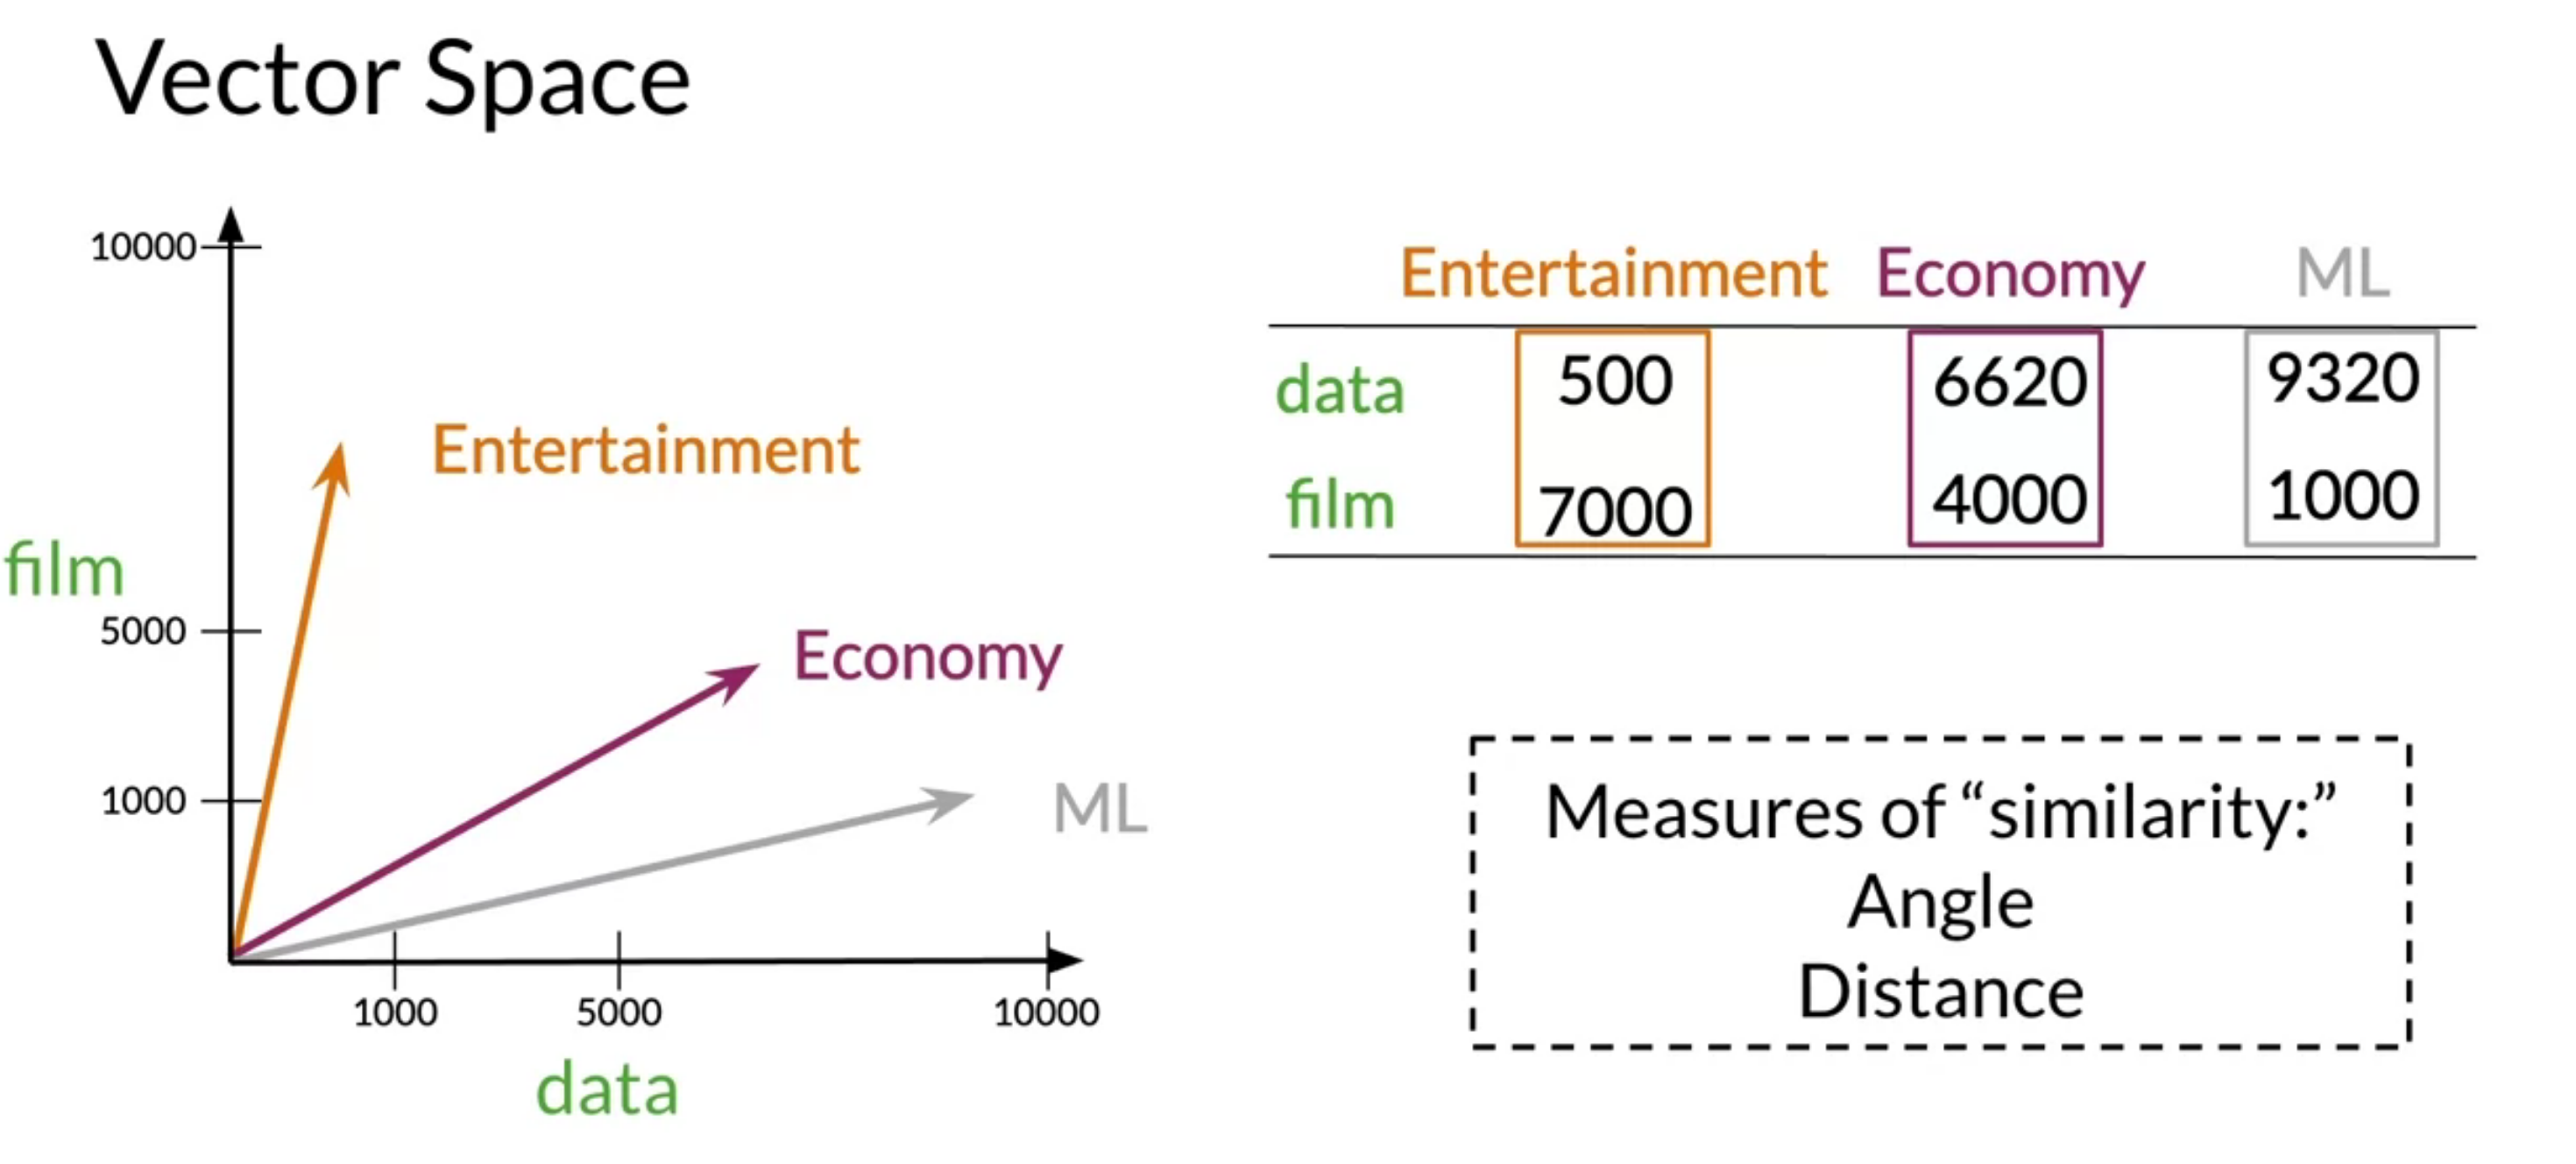 Vector Space
10000
Entertainment
film
5000
Economy
1000
ML
1000 5000 10000
data
Entertainment Economy ML
data 500 6620 9320
film 7000 4000 1000
Measures of “similarity:”
Angle
Distance